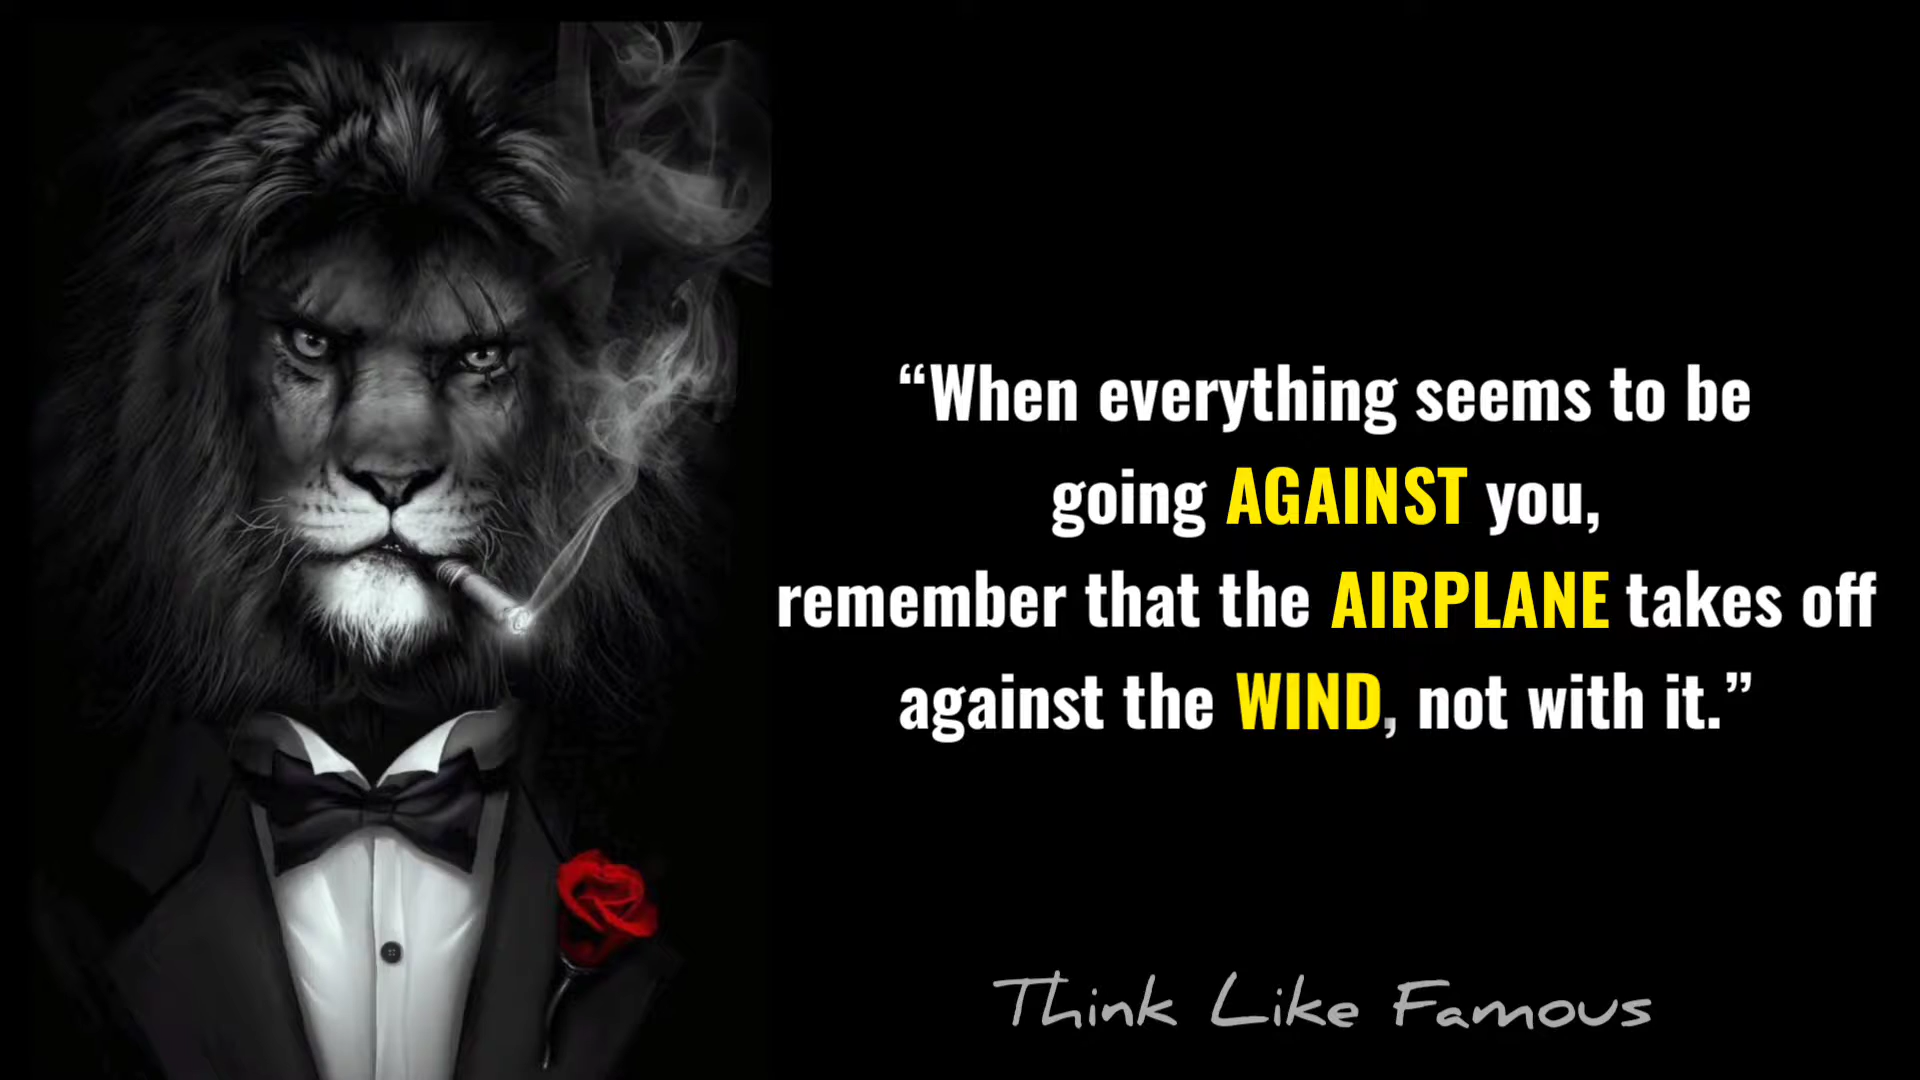 “When everything seems to be
going AGAINST you,
remember that the AIRPLANE takes off
against the WIND, not with it.”
Think Like Famous